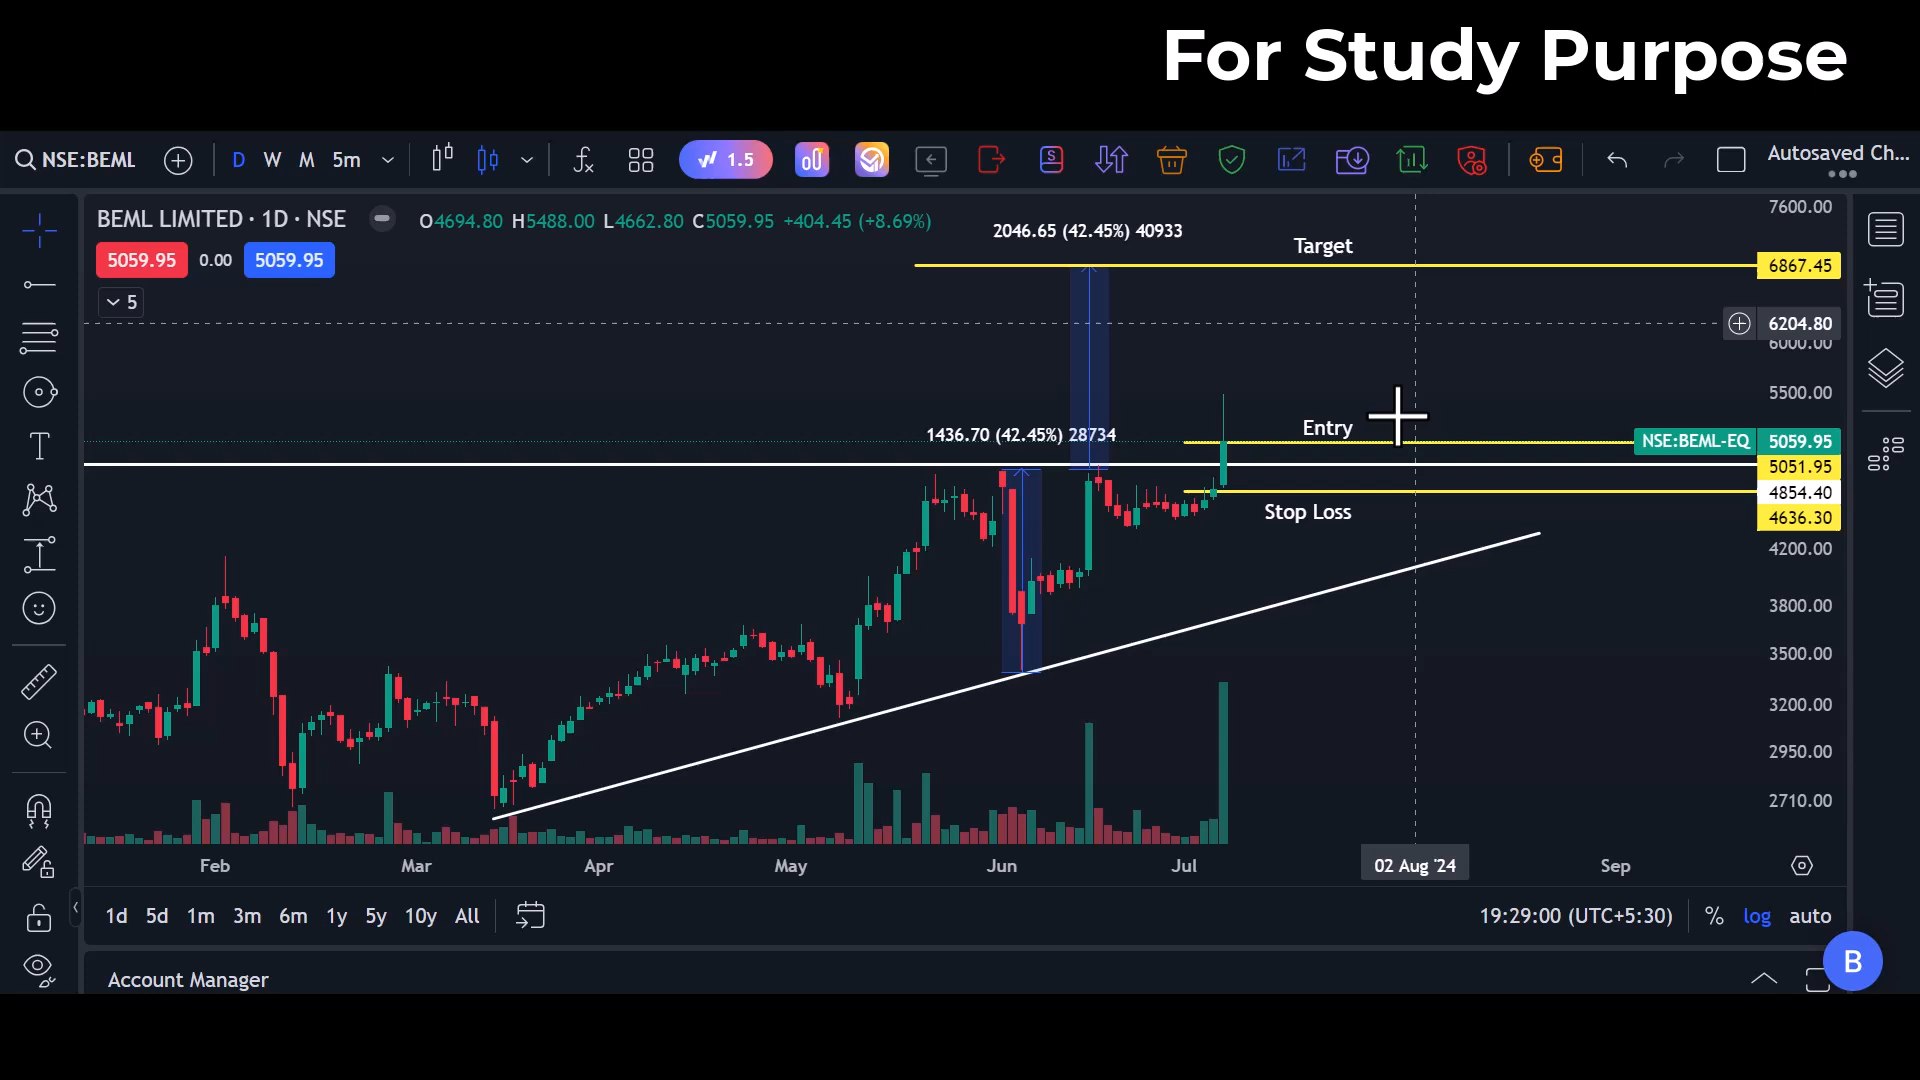 For Study Purpose
NSE:BEML D W M 5m 1.5 Autosaved Ch...
BEML LIMITED · 1D · NSE O4694.80 H5488.00 L4662.80 C5059.95 +404.45 (+8.69%)
5059.95 0.00 5059.95
5
2046.65 (42.45%) 40933
Target
7600.00
6867.45
6204.80
6000.00
5500.00
1436.70 (42.45%) 28734
Entry
NSE:BEML-EQ 5059.95
5051.95
4854.40
Stop Loss
4636.30
4200.00
3800.00
3500.00
3200.00
2950.00
2710.00
Feb Mar Apr May Jun Jul 02 Aug '24 Sep
1d 5d 1m 3m 6m 1y 5y 10y All 19:29:00 (UTC+5:30) % log auto
Account Manager
B